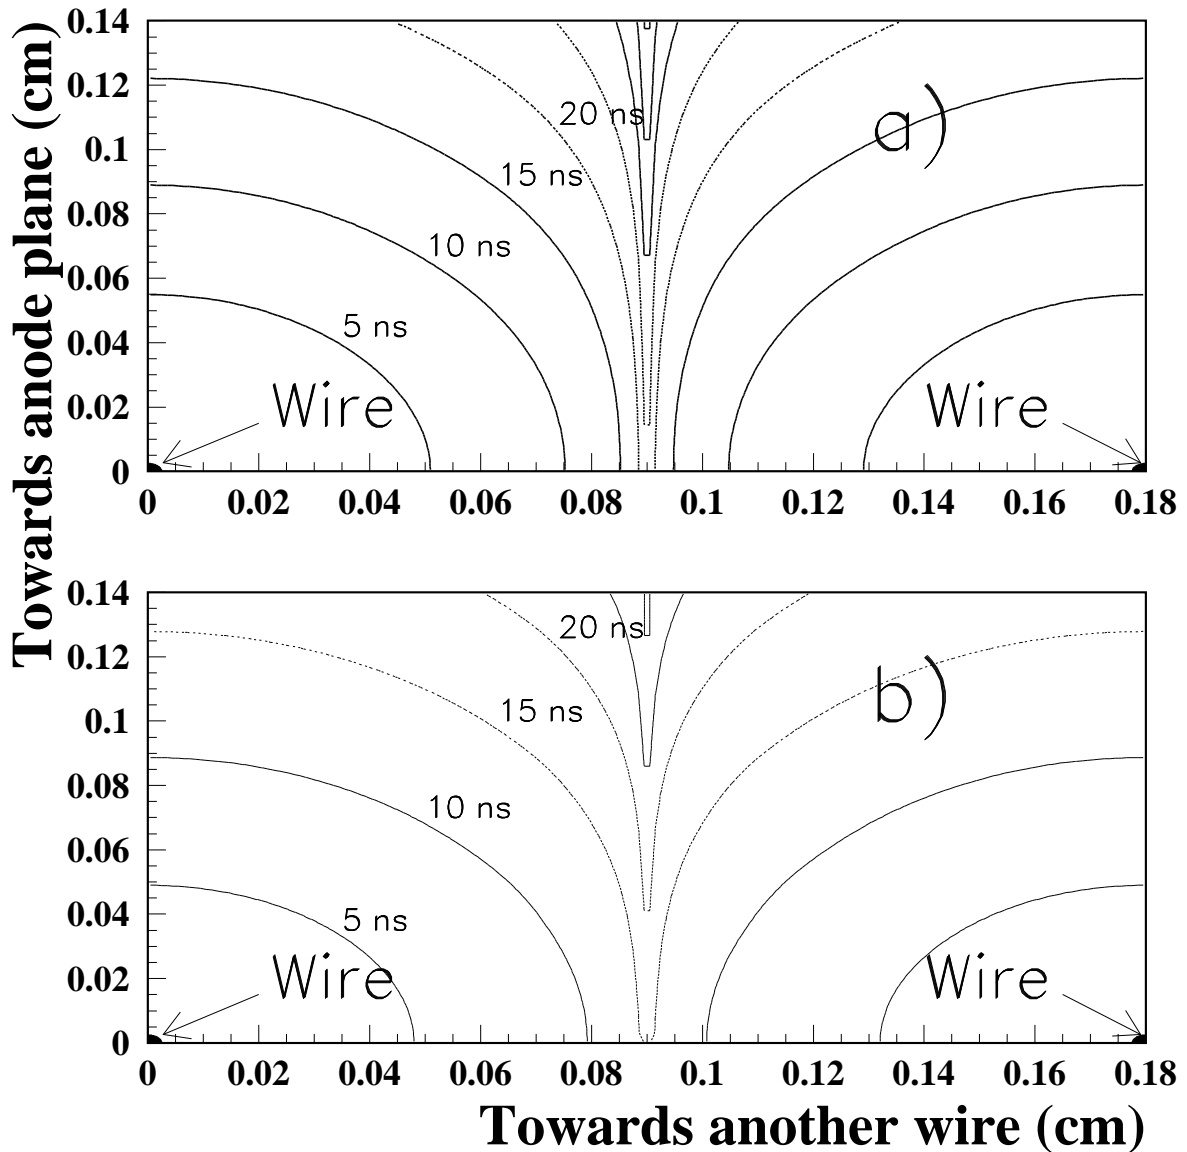 Towards anode plane (cm)
0.14
0.12
0.1
0.08
0.06
0.04
0.02
0
20 ns
15 ns
10 ns
5 ns
a)
Wire
Wire
0 0.02 0.04 0.06 0.08 0.1 0.12 0.14 0.16 0.18
0.14
0.12
0.1
0.08
0.06
0.04
0.02
0
20 ns
15 ns
10 ns
5 ns
b)
Wire
Wire
0 0.02 0.04 0.06 0.08 0.1 0.12 0.14 0.16 0.18
Towards another wire (cm)